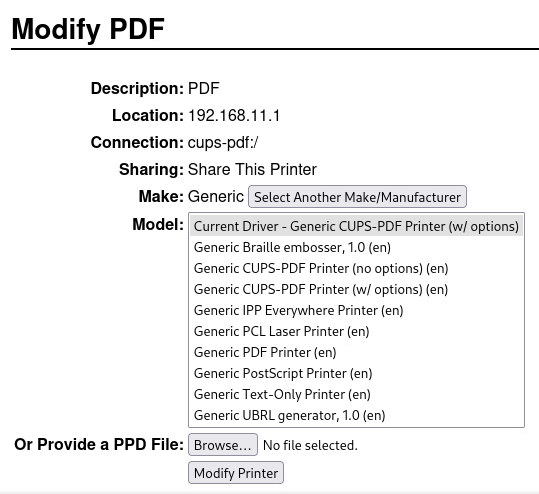 Modify PDF
Description: PDF
Location: 192.168.11.1
Connection: cups-pdf:/
Sharing: Share This Printer
Make: Generic Select Another Make/Manufacturer
Model: Current Driver - Generic CUPS-PDF Printer (w/ options)
Generic Braille embosser, 1.0 (en)
Generic CUPS-PDF Printer (no options) (en)
Generic CUPS-PDF Printer (w/ options) (en)
Generic IPP Everywhere Printer (en)
Generic PCL Laser Printer (en)
Generic PDF Printer (en)
Generic PostScript Printer (en)
Generic Text-Only Printer (en)
Generic UBRL generator, 1.0 (en)
Or Provide a PPD File: Browse... No file selected.
Modify Printer